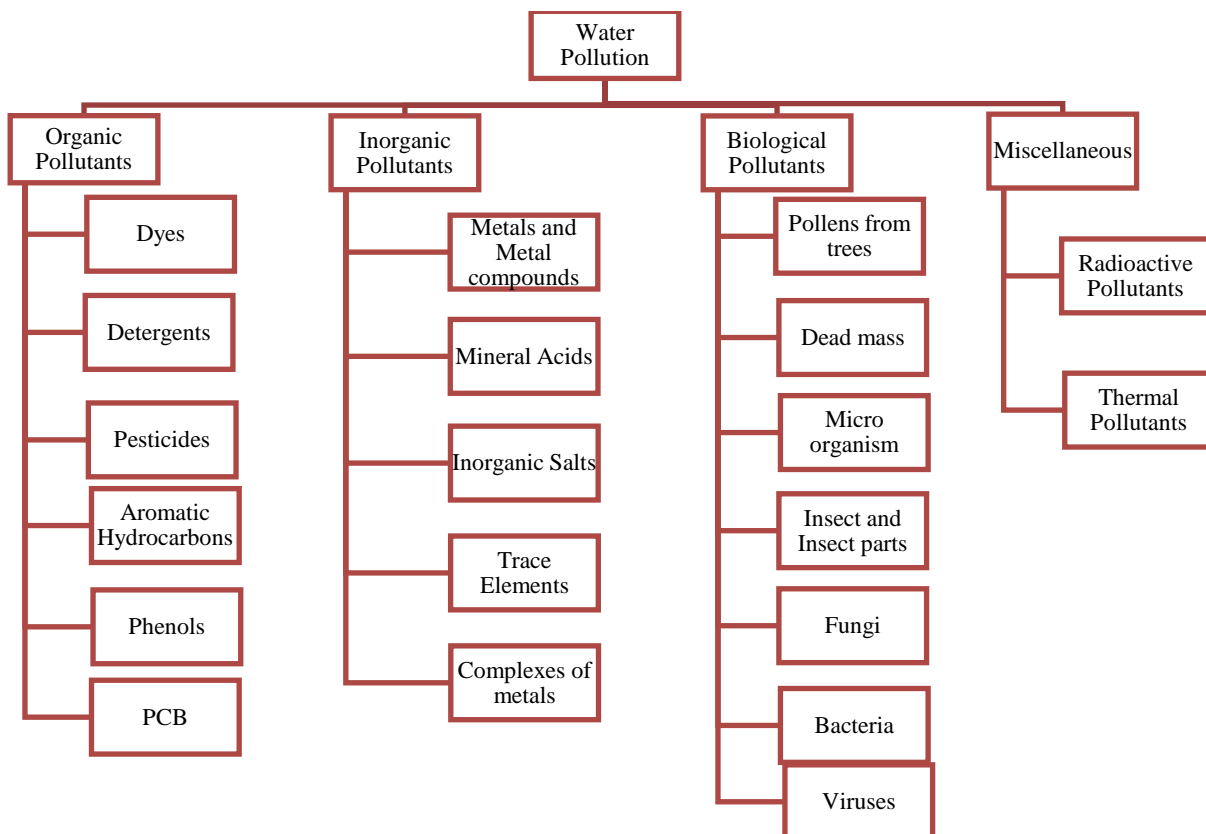 Water
Pollution
Organic
Pollutants
Dyes
Detergents
Pesticides
Aromatic
Hydrocarbons
Phenols
PCB
Inorganic
Pollutants
Metals and
Metal
compounds
Mineral Acids
Inorganic Salts
Trace
Elements
Complexes of
metals
Biological
Pollutants
Pollens from
trees
Dead mass
Micro
organism
Insect and
Insect parts
Fungi
Bacteria
Viruses
Miscellaneous
Radioactive
Pollutants
Thermal
Pollutants